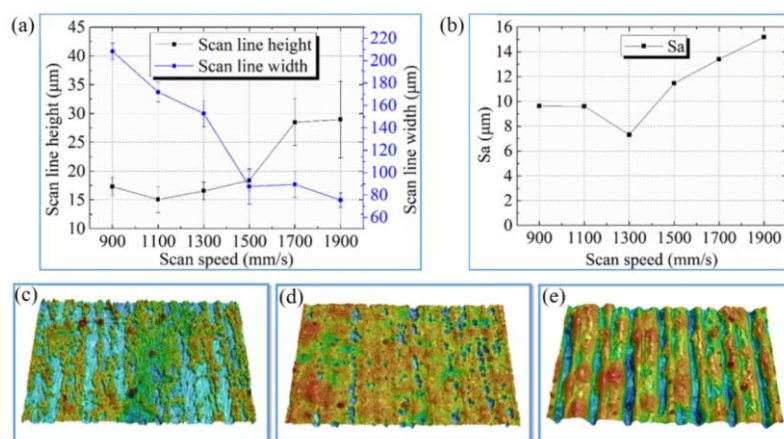 (a)
Scan line height
Scan line width
45
40
35
30
25
20
15
10
Scan line height (μm)
220
200
180
160
140
120
100
80
60
Scan line width (μm)
900 1100 1300 1500 1700 1900
Scan speed (mm/s)
(b)
Sa
16
14
12
10
8
6
4
2
0
Sa (μm)
900 1100 1300 1500 1700 1900
Scan speed (mm/s)
(c)
(d)
(e)